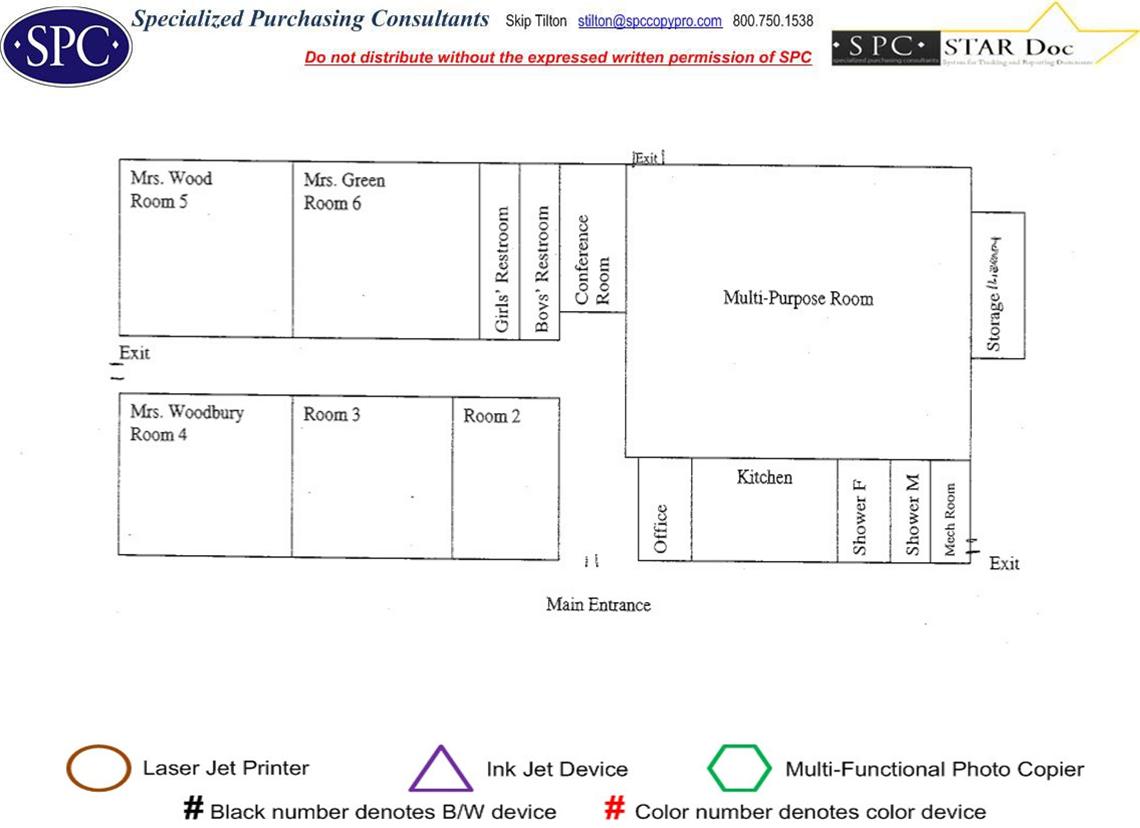 SPC
Specialized Purchasing Consultants Skip Tilton stilton@spccopypro.com 800.750.1538
Do not distribute without the expressed written permission of SPC
· S P C · STAR Doc
specialized purchasing consultants System for Tracking and Reporting Documents
Exit
Mrs. Wood
Room 5
Mrs. Green
Room 6
Girls' Restroom
Boys' Restroom
Conference
Room
Multi-Purpose Room
Storage
Exit
Mrs. Woodbury
Room 4
Room 3
Room 2
Office
Kitchen
Shower F
Shower M
Mech Room
Exit
Main Entrance
Laser Jet Printer
Ink Jet Device
Multi-Functional Photo Copier
# Black number denotes B/W device
# Color number denotes color device